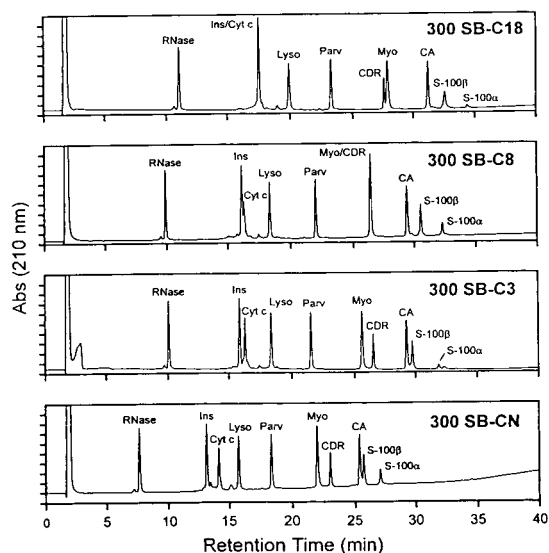 300 SB-C18
RNase
Ins/Cyt c
Lyso
Parv
CDR
Myo
CA
S-100β
S-100α
300 SB-C8
RNase
Ins
Cyt c
Lyso
Parv
Myo/CDR
CA
S-100β
S-100α
300 SB-C3
RNase
Ins
Cyt c
Lyso
Parv
Myo
CDR
CA
S-100β
S-100α
300 SB-CN
RNase
Ins
Cyt c
Lyso
Parv
Myo
CDR
CA
S-100β
S-100α
Abs (210 nm)
0 5 10 15 20 25 30 35 40
Retention Time (min)